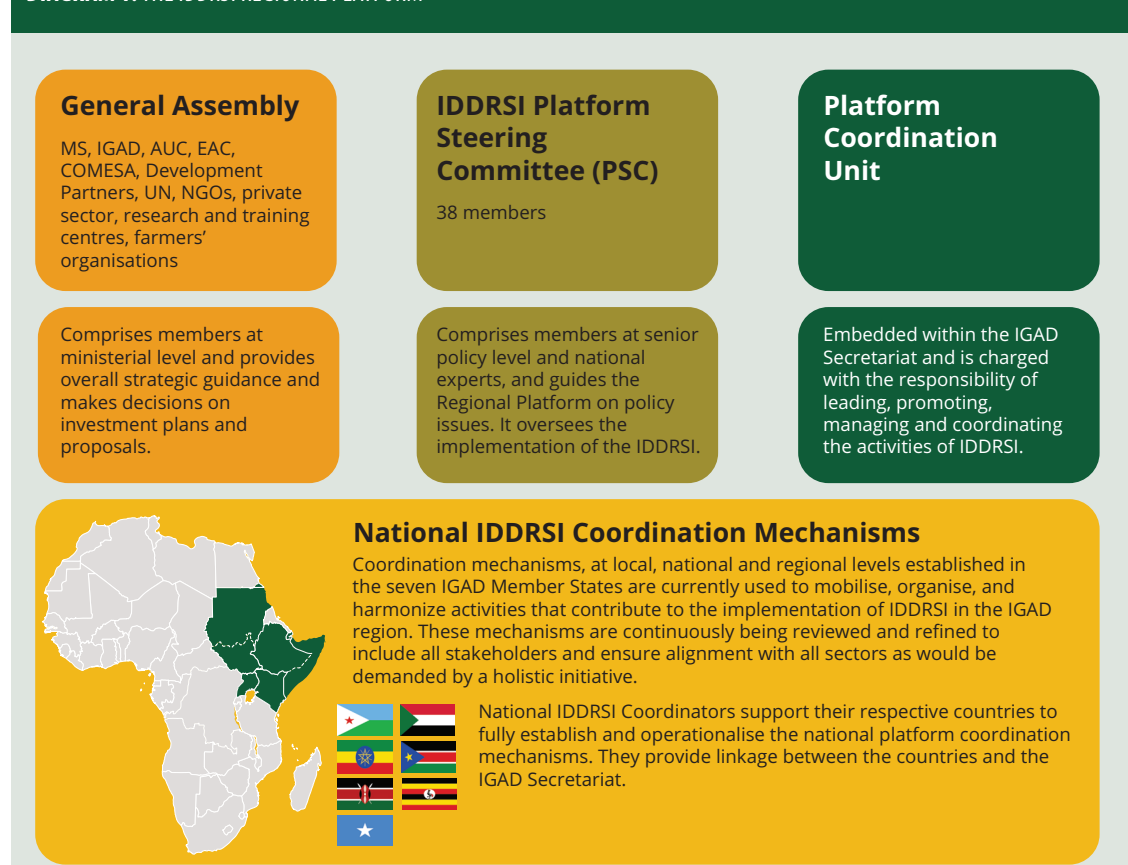 General Assembly
MS, IGAD, AUC, EAC,
COMESA, Development
Partners, UN, NGOs, private
sector, research and training
centres, farmers'
organisations
IDDRSI Platform
Steering
Committee (PSC)
38 members
Platform
Coordination
Unit
Comprises members at
ministerial level and provides
overall strategic guidance and
makes decisions on
investment plans and
proposals.
Comprises members at senior
policy level and national
experts, and guides the
Regional Platform on policy
issues. It oversees the
implementation of the IDDRSI.
Embedded within the IGAD
Secretariat and is charged
with the responsibility of
leading, promoting,
managing and coordinating
the activities of IDDRSI.
National IDDRSI Coordination Mechanisms
Coordination mechanisms, at local, national and regional levels established in
the seven IGAD Member States are currently used to mobilise, organise, and
harmonize activities that contribute to the implementation of IDDRSI in the IGAD
region. These mechanisms are continuously being reviewed and refined to
include all stakeholders and ensure alignment with all sectors as would be
demanded by a holistic initiative.
National IDDRSI Coordinators support their respective countries to
fully establish and operationalise the national platform coordination
mechanisms. They provide linkage between the countries and the
IGAD Secretariat.